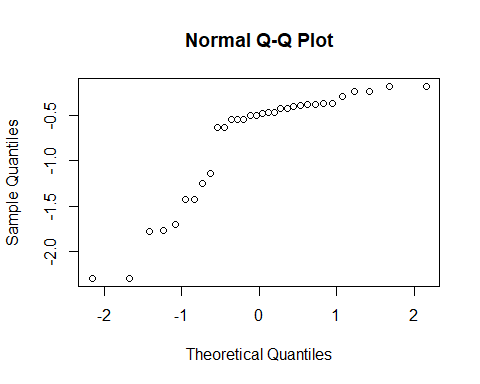 Normal Q-Q Plot
Sample Quantiles
-0.5
-1.0
-1.5
-2.0
-2 -1 0 1 2
Theoretical Quantiles